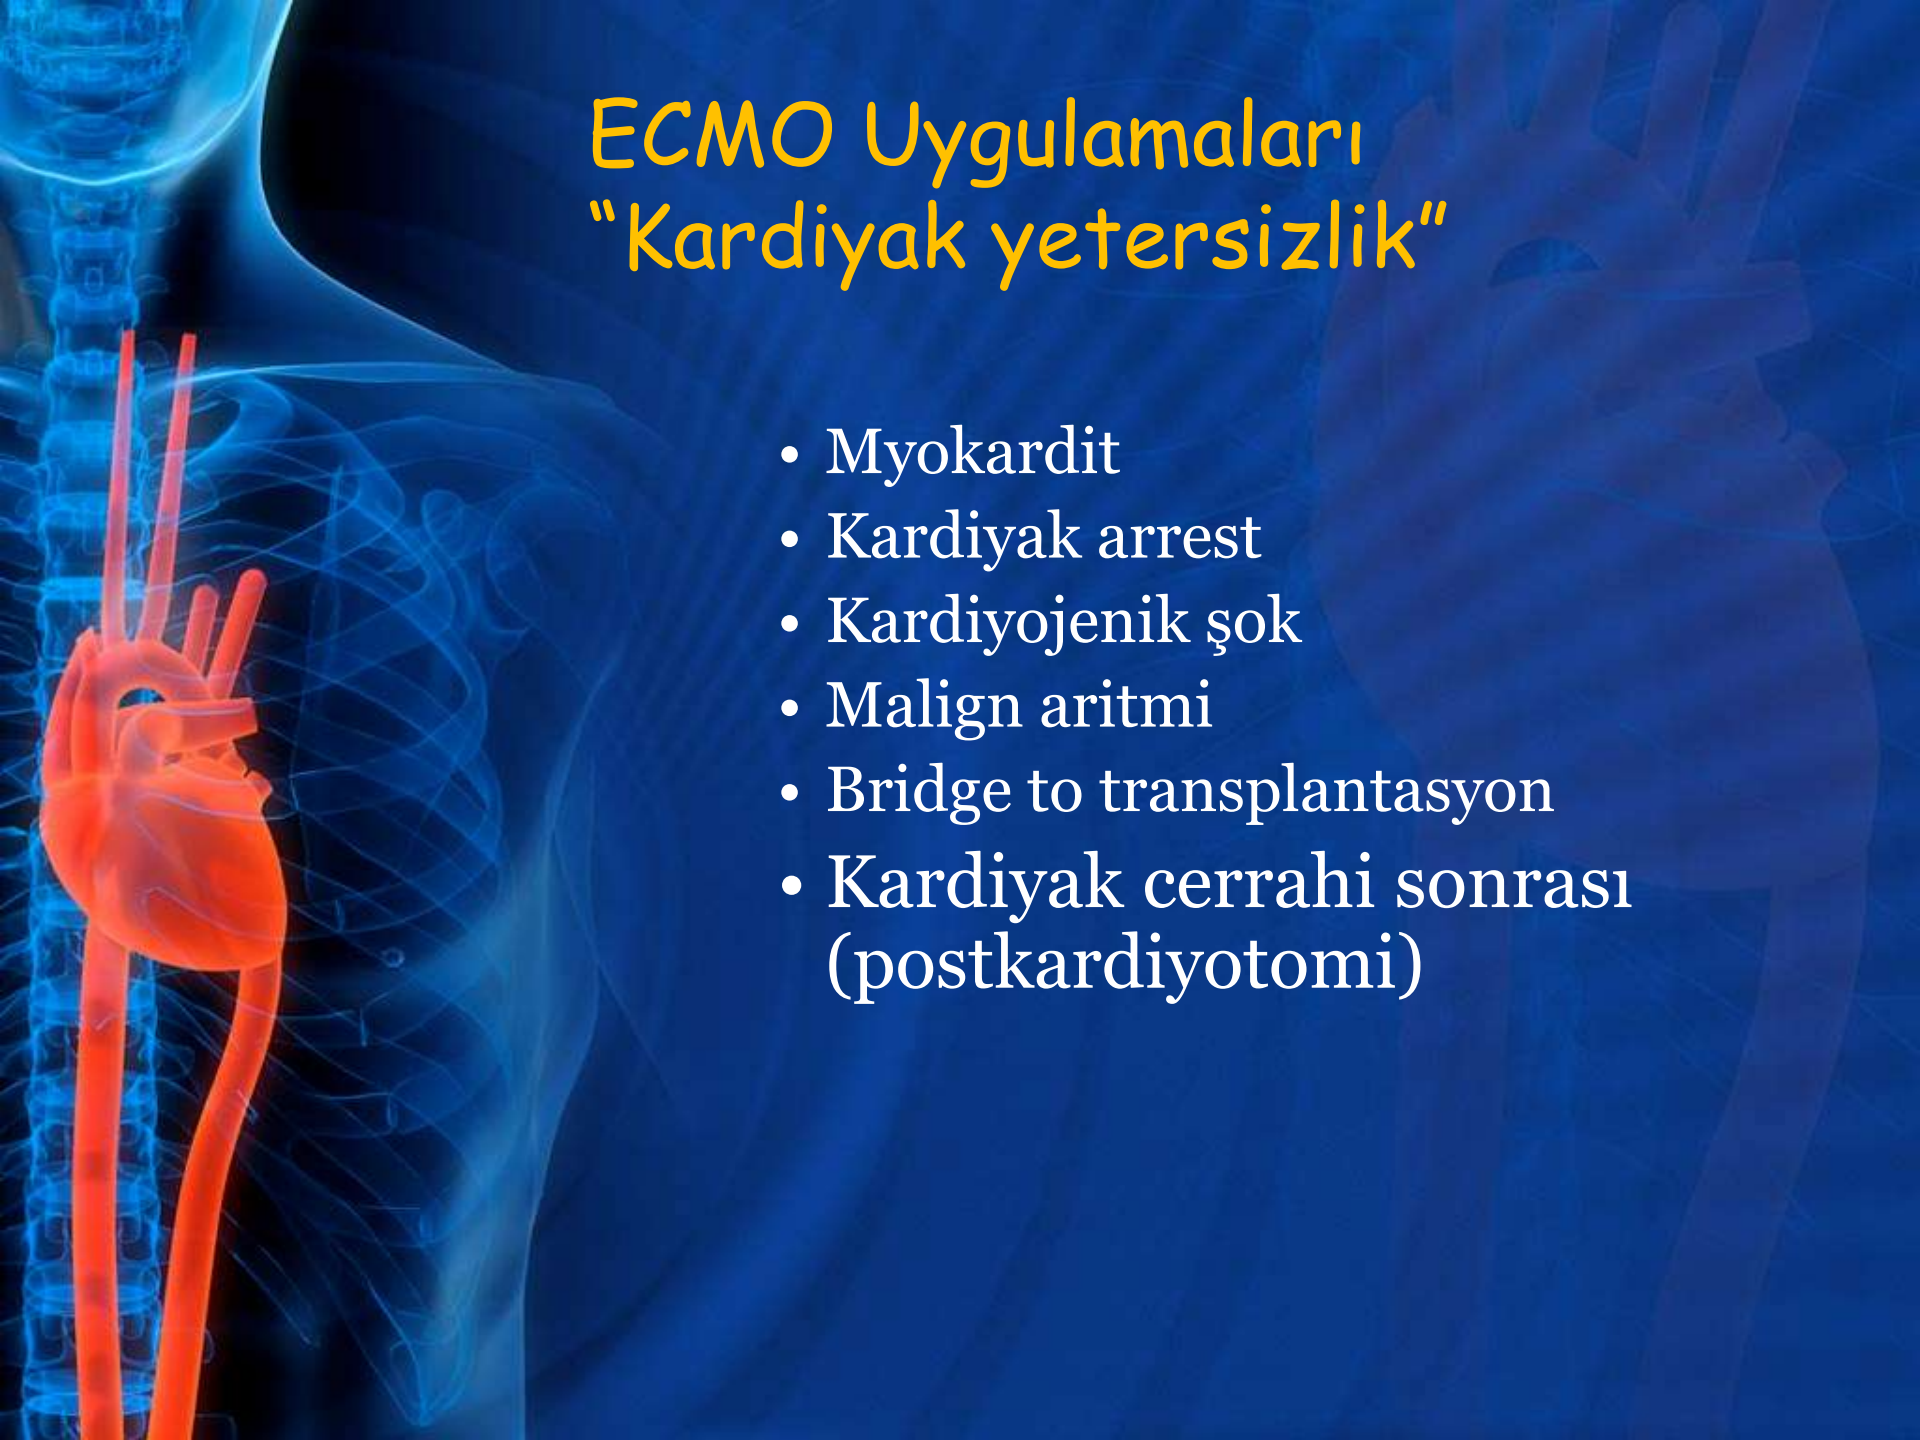 ECMO Uygulamaları
“Kardiyak yetersizlik”
• Myokardit
• Kardiyak arrest
• Kardiyojenik şok
• Malign aritmi
• Bridge to transplantasyon
• Kardiyak cerrahi sonrası
(postkardiyotomi)